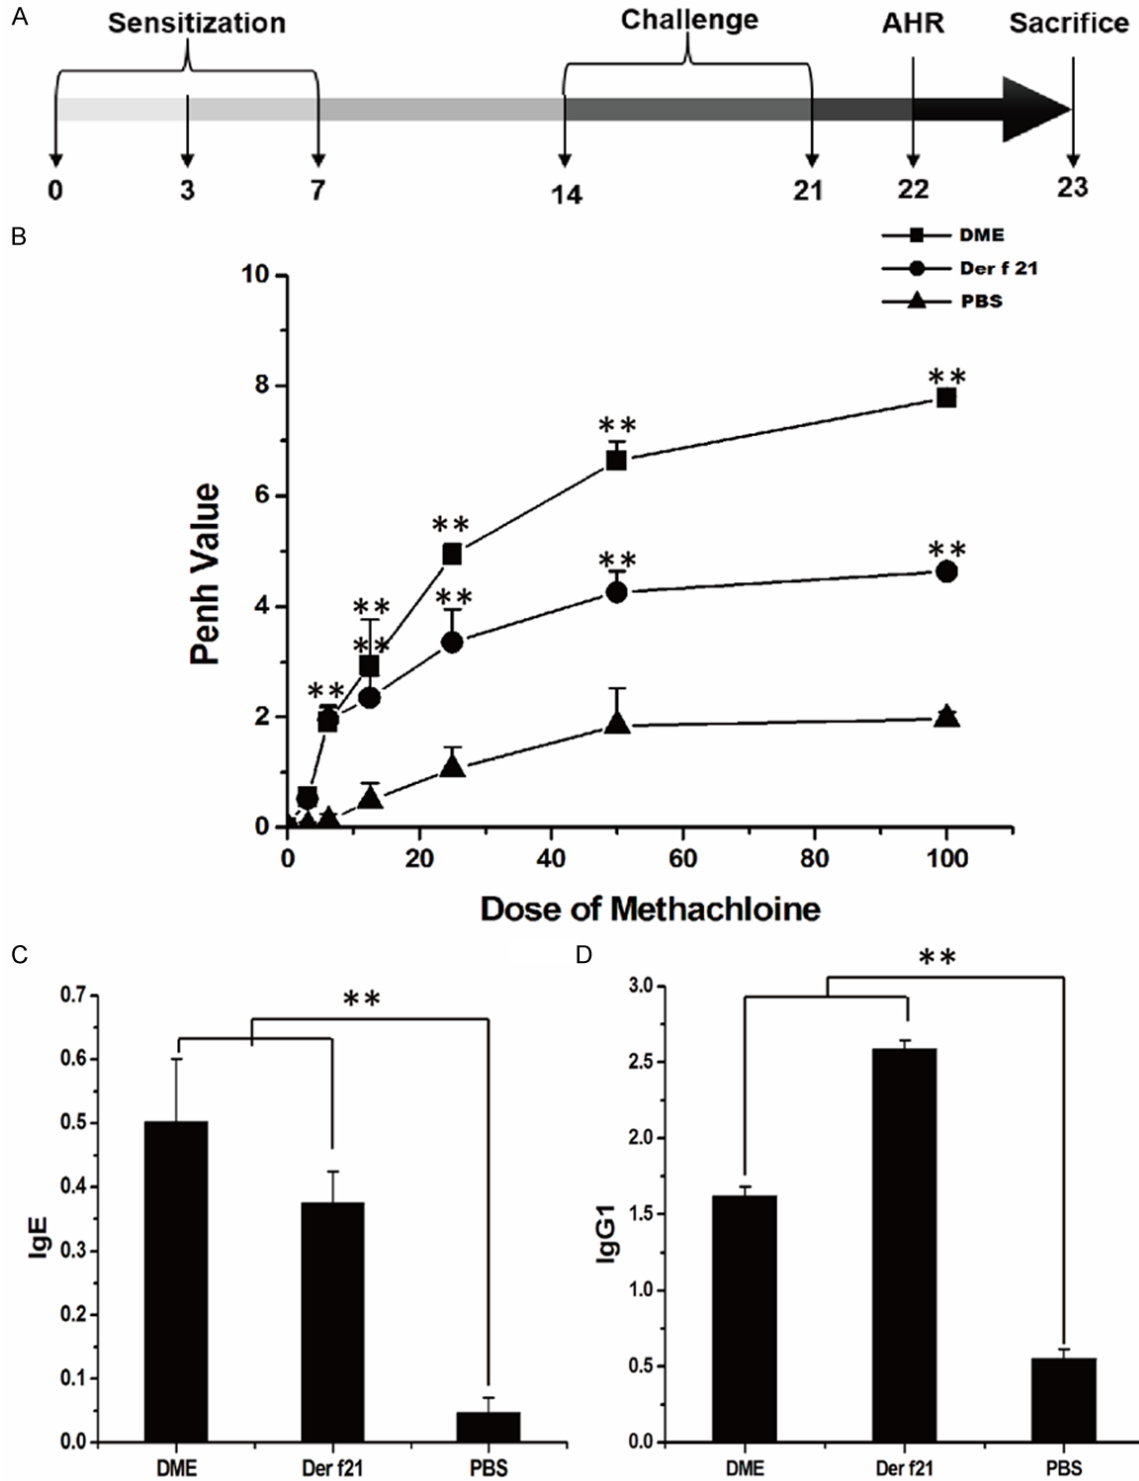 A
Sensitization Challenge AHR Sacrifice
0 3 7 14 21 22 23
B
DME
Der f 21
PBS
10
**
8
**
6
**
**
**
Penh Value
**
4
**
**
**
2
0
0 20 40 60 80 100
Dose of Methachloine
C
**
0.7
0.6
0.5
0.4
0.3
0.2
0.1
0.0
IgE
DME Der f21 PBS
D
**
3.0
2.5
2.0
1.5
1.0
0.5
0.0
IgG1
DME Der f21 PBS